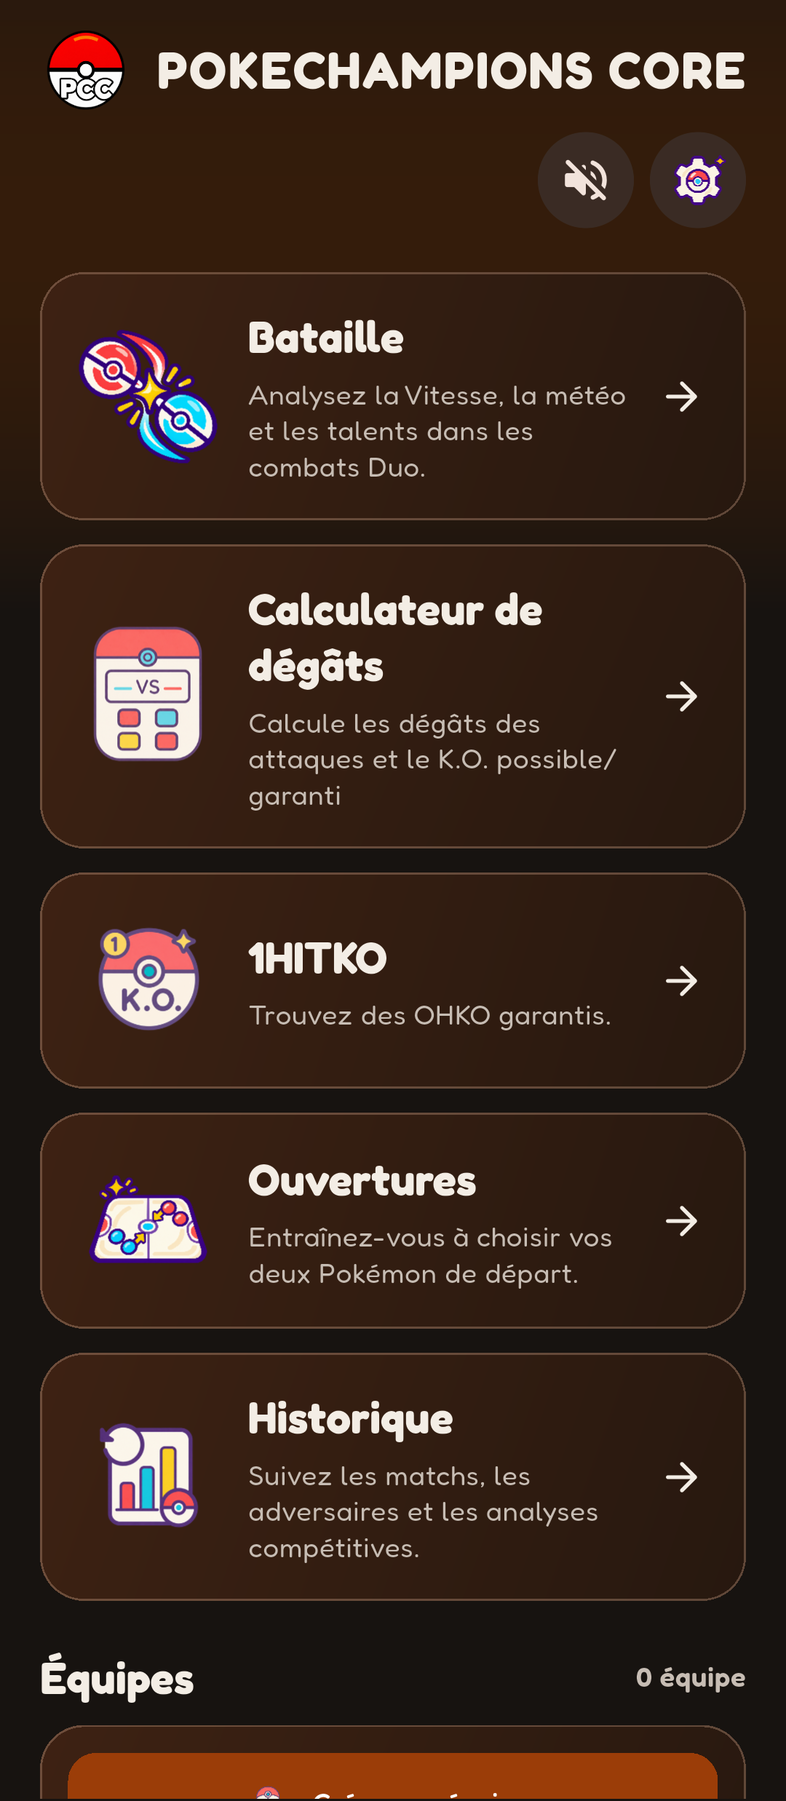 PCC
POKECHAMPIONS CORE
Bataille
Analysez la Vitesse, la météo
et les talents dans les
combats Duo.
VS
Calculateur de
dégâts
Calcule les dégâts des
attaques et le K.O. possible/
garanti
1
K.O.
1HITKO
Trouvez des OHKO garantis.
Ouvertures
Entraînez-vous à choisir vos
deux Pokémon de départ.
Historique
Suivez les matchs, les
adversaires et les analyses
compétitives.
Équipes
0 équipe